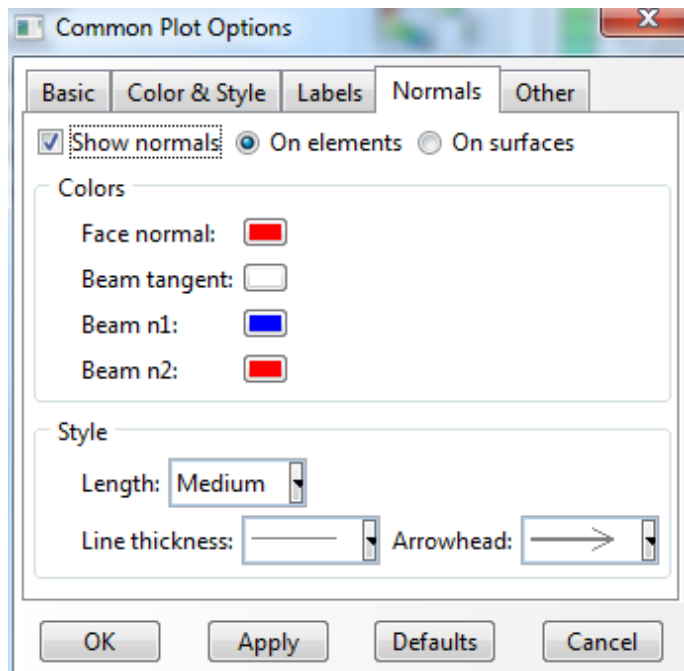 Common Plot Options
x
Basic Color & Style Labels Normals Other
Show normals On elements On surfaces
Colors
Face normal:
Beam tangent:
Beam n1:
Beam n2:
Style
Length: Medium
Line thickness: Arrowhead:
OK Apply Defaults Cancel